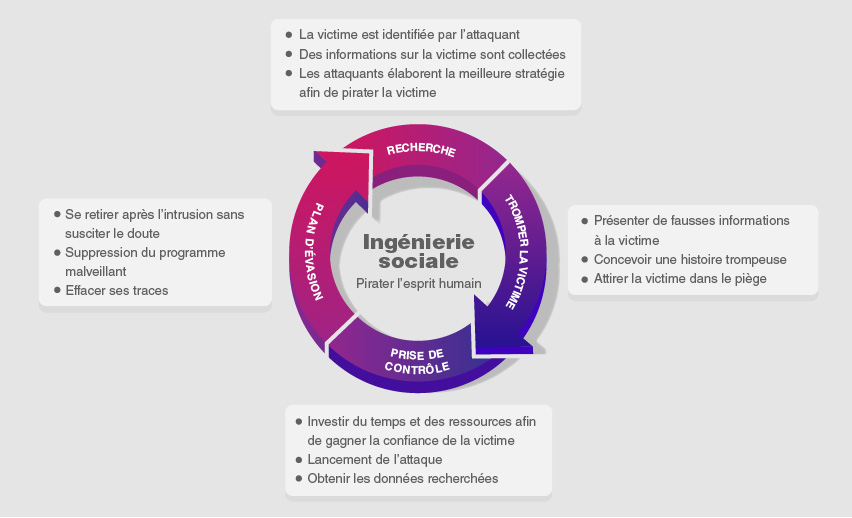 ● La victime est identifiée par l'attaquant
● Des informations sur la victime sont collectées
● Les attaquants élaborent la meilleure stratégie
afin de pirater la victime
RECHERCHE
TROMPER LA VICTIME
PRISE DE
CONTRÔLE
PLAN D'ÉVASION
Ingénierie
sociale
Pirater l'esprit humain
● Se retirer après l'intrusion sans
susciter le doute
● Suppression du programme
malveillant
● Effacer ses traces
● Présenter de fausses informations
à la victime
● Concevoir une histoire trompeuse
● Attirer la victime dans le piège
● Investir du temps et des ressources afin
de gagner la confiance de la victime
● Lancement de l'attaque
● Obtenir les données recherchées